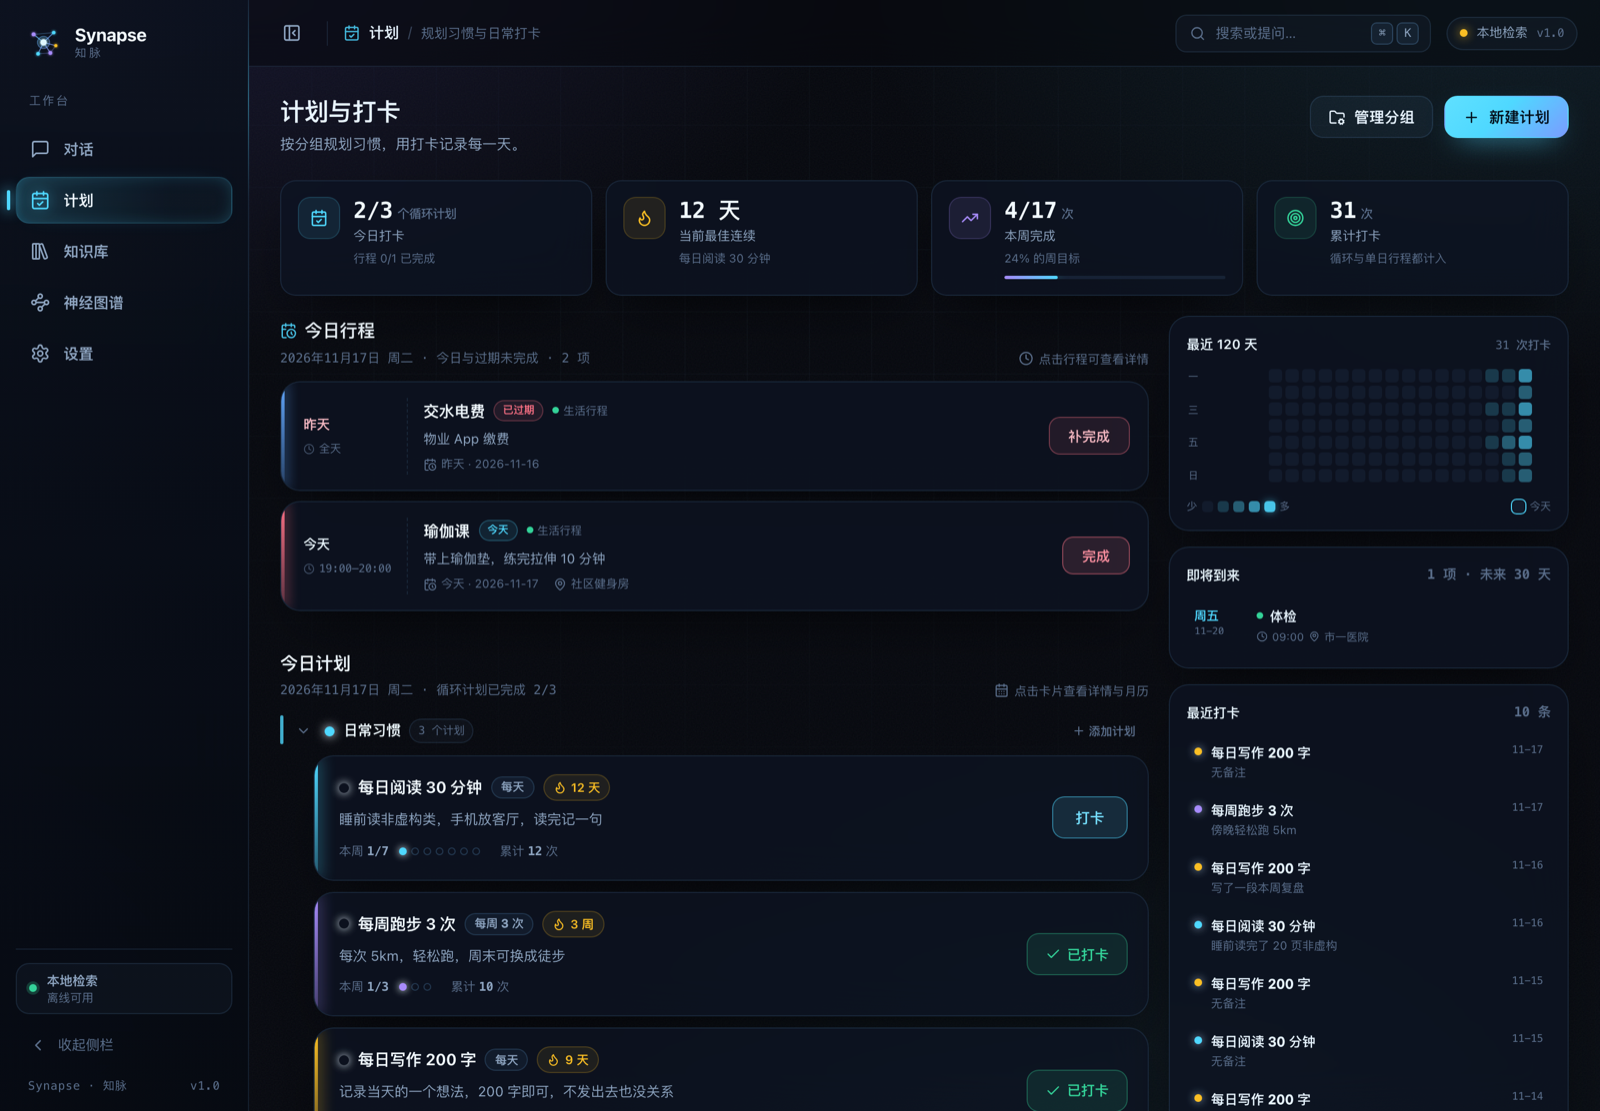 Synapse
知脉
工作台
对话
计划
知识库
神经图谱
设置
本地检索
离线可用
收起侧栏
Synapse · 知脉 v1.0
计划 / 规划习惯与日常打卡
搜索或提问... ⌘ K
本地检索 v1.0
计划与打卡
按分组规划习惯，用打卡记录每一天。
管理分组
新建计划
2/3 个循环计划
今日打卡
行程 0/1 已完成
12 天
当前最佳连续
每日阅读 30 分钟
4/17 次
本周完成
24% 的周目标
31 次
累计打卡
循环与单日行程都计入
今日行程
2026年11月17日 周二 · 今日与过期未完成 · 2 项
点击行程可查看详情
昨天
全天
交水电费 已过期 生活行程
物业 App 缴费
昨天 · 2026-11-16
补完成
今天
19:00–20:00
瑜伽课 今天 生活行程
带上瑜伽垫，练完拉伸 10 分钟
今天 · 2026-11-17 社区健身房
完成
今日计划
2026年11月17日 周二 · 循环计划已完成 2/3
点击卡片查看详情与月历
日常习惯 3 个计划
添加计划
每日阅读 30 分钟 每天 12 天
睡前读非虚构类，手机放客厅，读完记一句
本周 1/7 累计 12 次
打卡
每周跑步 3 次 每周 3 次 3 周
每次 5km，轻松跑，周末可换成徒步
本周 1/3 累计 10 次
已打卡
每日写作 200 字 每天 9 天
记录当天的一个想法，200 字即可，不发出去也没关系
已打卡
最近 120 天 31 次打卡
一
三
五
日
少 多 今天
即将到来 1 项 · 未来 30 天
周五
11-20
体检
09:00 市一医院
最近打卡 10 条
每日写作 200 字 11-17
无备注
每周跑步 3 次 11-17
傍晚轻松跑 5km
每日写作 200 字 11-16
写了一段本周复盘
每日阅读 30 分钟 11-16
睡前读完了 20 页非虚构
每日写作 200 字 11-15
无备注
每日阅读 30 分钟 11-15
无备注
每日写作 200 字 11-14